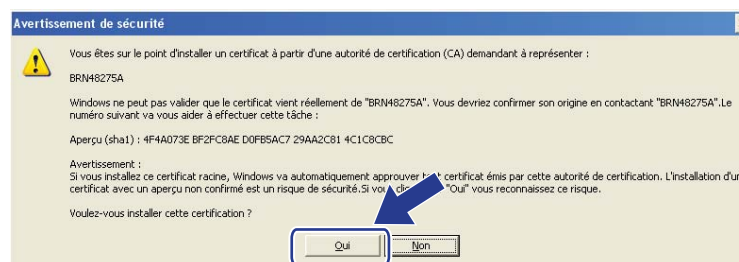 Avertissement de sécurité
Vous êtes sur le point d'installer un certificat à partir d'une autorité de certification (CA) demandant à représenter :
BRN48275A
Windows ne peut pas valider que le certificat vient réellement de "BRN48275A". Vous devriez confirmer son origine en contactant "BRN48275A".Le
numéro suivant va vous aider à effectuer cette tâche :
Aperçu (sha1) : 4F4A073E BF2FC8AE D0FB5AC7 29AA2C81 4C1C8CBC
Avertissement :
Si vous installez ce certificat racine, Windows va automatiquement approuver certificat émis par cette autorité de certification. L'installation d'un
certificat avec un aperçu non confirmé est un risque de sécurité.Si "Oui" vous reconnaissez ce risque.
Voulez-vous installer cette certification ?
Oui
Non